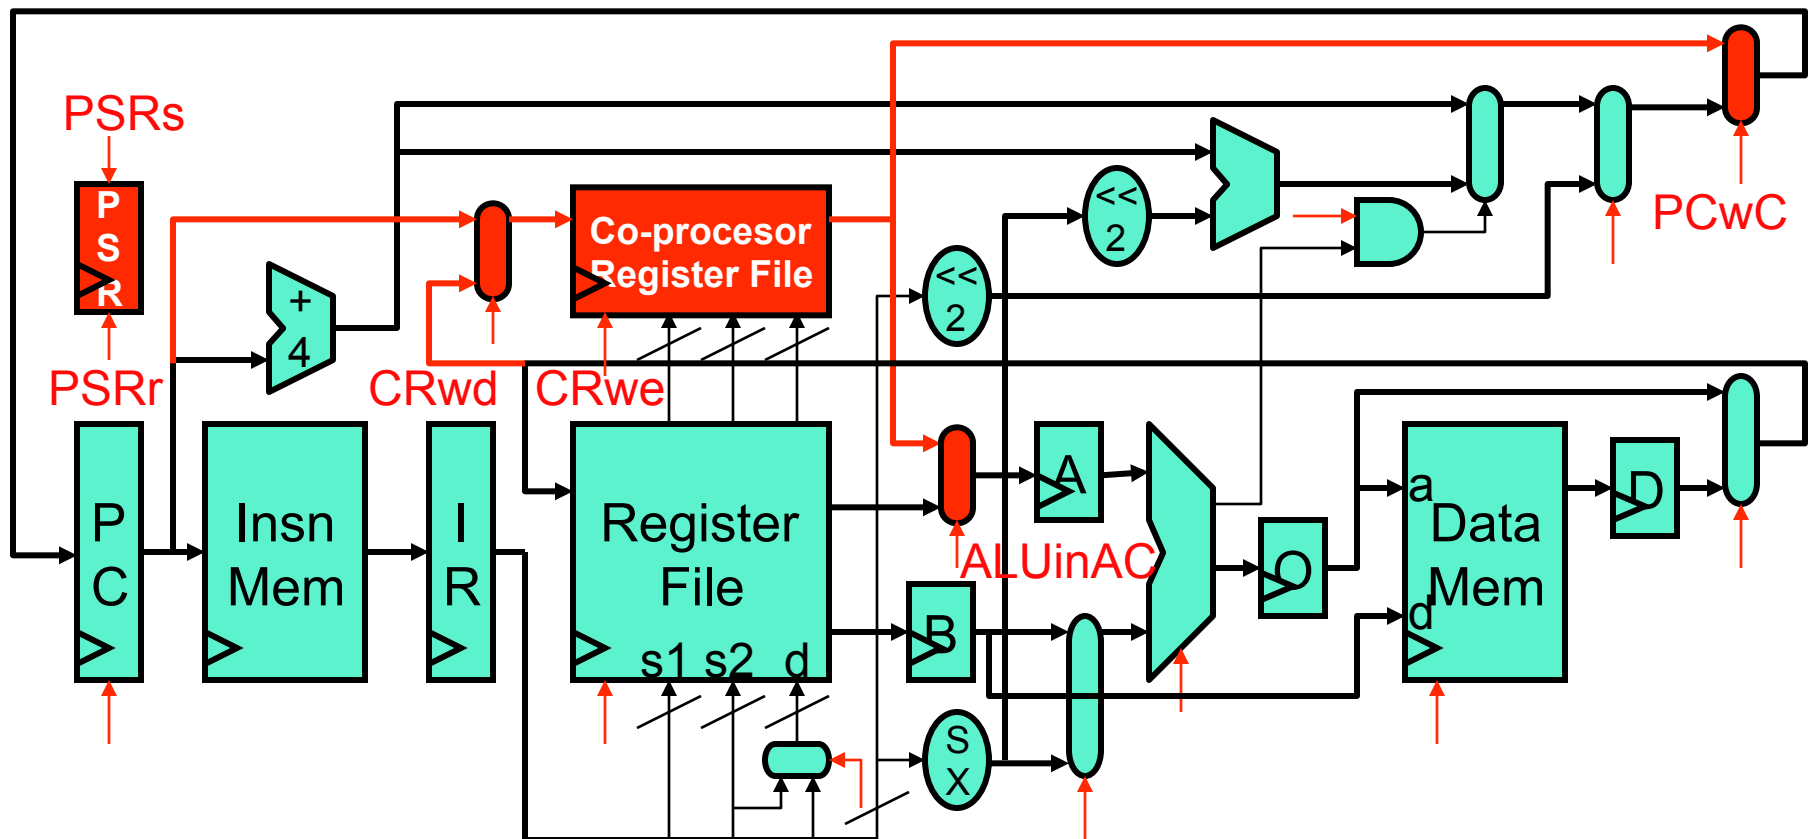 PSRs
P
S
R
PSRr
+
4
CRwd
Co-procesor
Register File
CRwe
<<
2
<<
2
PCwC
P
C
Insn
Mem
I
R
Register
File
s1 s2 d
ALUinAC
A
B
S
X
O
a
d
Data
Mem
D